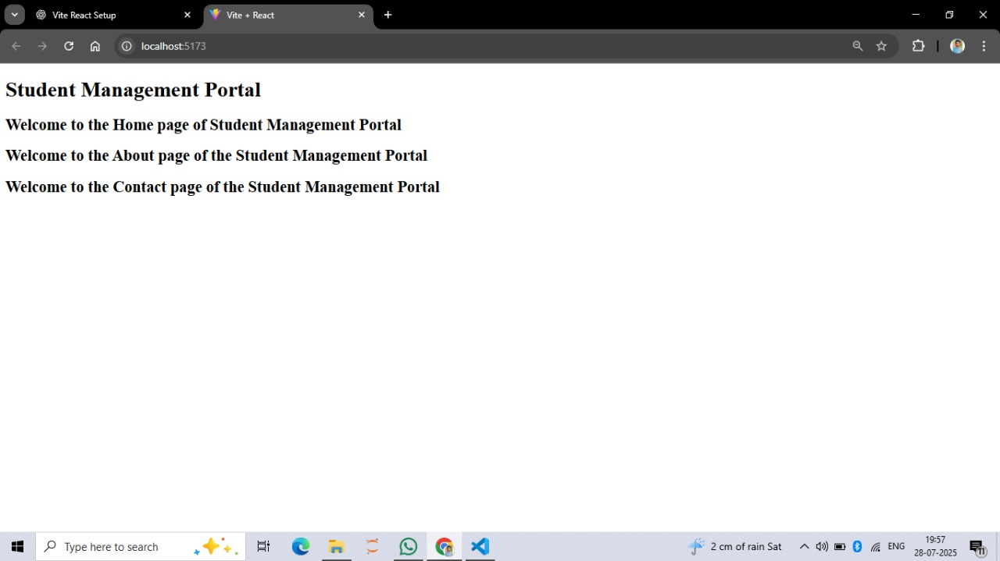 Vite React Setup
Vite + React
localhost:5173
Student Management Portal
Welcome to the Home page of Student Management Portal
Welcome to the About page of the Student Management Portal
Welcome to the Contact page of the Student Management Portal
Type here to search
2 cm of rain Sat
ENG
19:57
28-07-2025
11